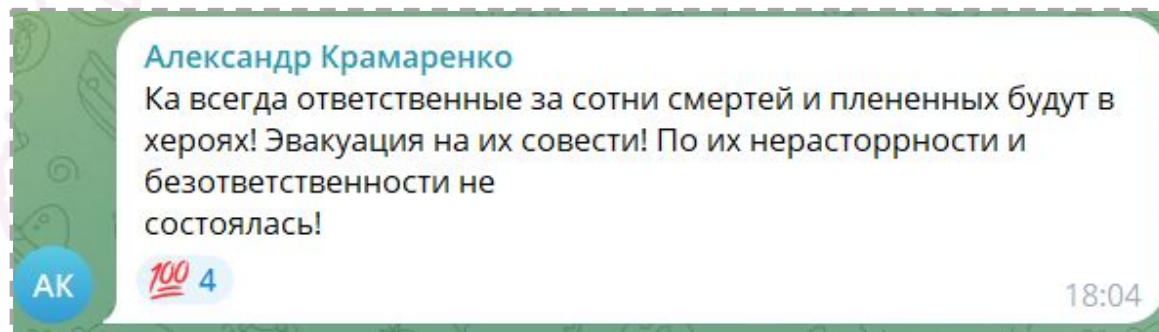 Александр Крамаренко
Ка всегда ответственные за сотни смертей и плененных будут в
хероях! Эвакуация на их совести! По их нерасторрности и
безответственности не
состоялась!
💯 4
АК
18:04